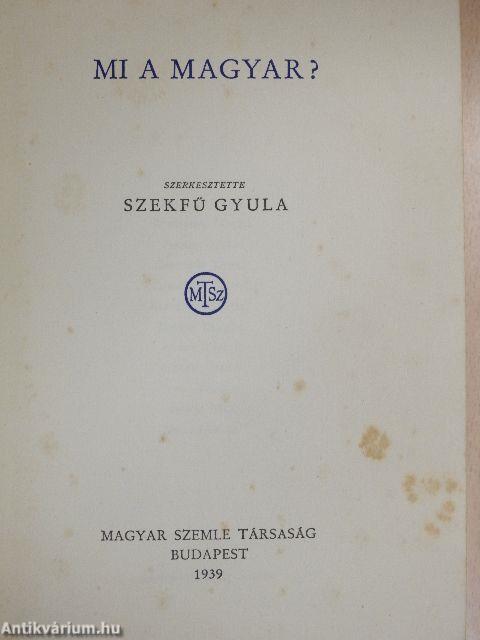 MI A MAGYAR?
SZERKESZTETTE
SZEKFŰ GYULA
MTSz
MAGYAR SZEMLE TÁRSASÁG
BUDAPEST
1939
Antikvárium.hu